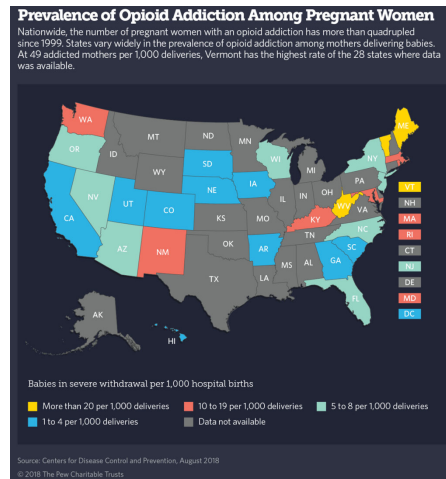 Prevalence of Opioid Addiction Among Pregnant Women
Nationwide, the number of pregnant women with an opioid addiction has more than quadrupled
since 1999. States vary widely in the prevalence of opioid addiction among mothers delivering babies.
At 49 addicted mothers per 1,000 deliveries, Vermont has the highest rate of the 28 states where data
was available.
WA
MT
ND
MN
ME
OR
ID
SD
WI
NY
WY
MI
NE
IA
PA
NV
UT
CO
IL
IN
OH
WV
VA
CA
KS
MO
KY
NC
AZ
NM
OK
AR
TN
SC
MS
AL
GA
TX
LA
FL
AK
HI
VT
NH
MA
RI
CT
NJ
DE
MD
DC
Babies in severe withdrawal per 1,000 hospital births
More than 20 per 1,000 deliveries
10 to 19 per 1,000 deliveries
5 to 8 per 1,000 deliveries
1 to 4 per 1,000 deliveries
Data not available
Source: Centers for Disease Control and Prevention, August 2018
© 2018 The Pew Charitable Trusts